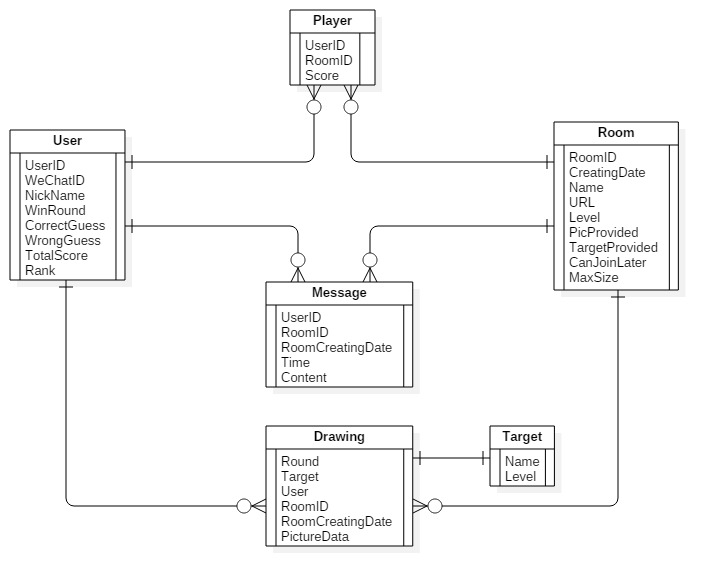 Player
UserID
RoomID
Score
User
UserID
WeChatID
NickName
WinRound
CorrectGuess
WrongGuess
TotalScore
Rank
Room
RoomID
CreatingDate
Name
URL
Level
PicProvided
TargetProvided
CanJoinLater
MaxSize
Message
UserID
RoomID
RoomCreatingDate
Time
Content
Drawing
Round
Target
User
RoomID
RoomCreatingDate
PictureData
Target
Name
Level